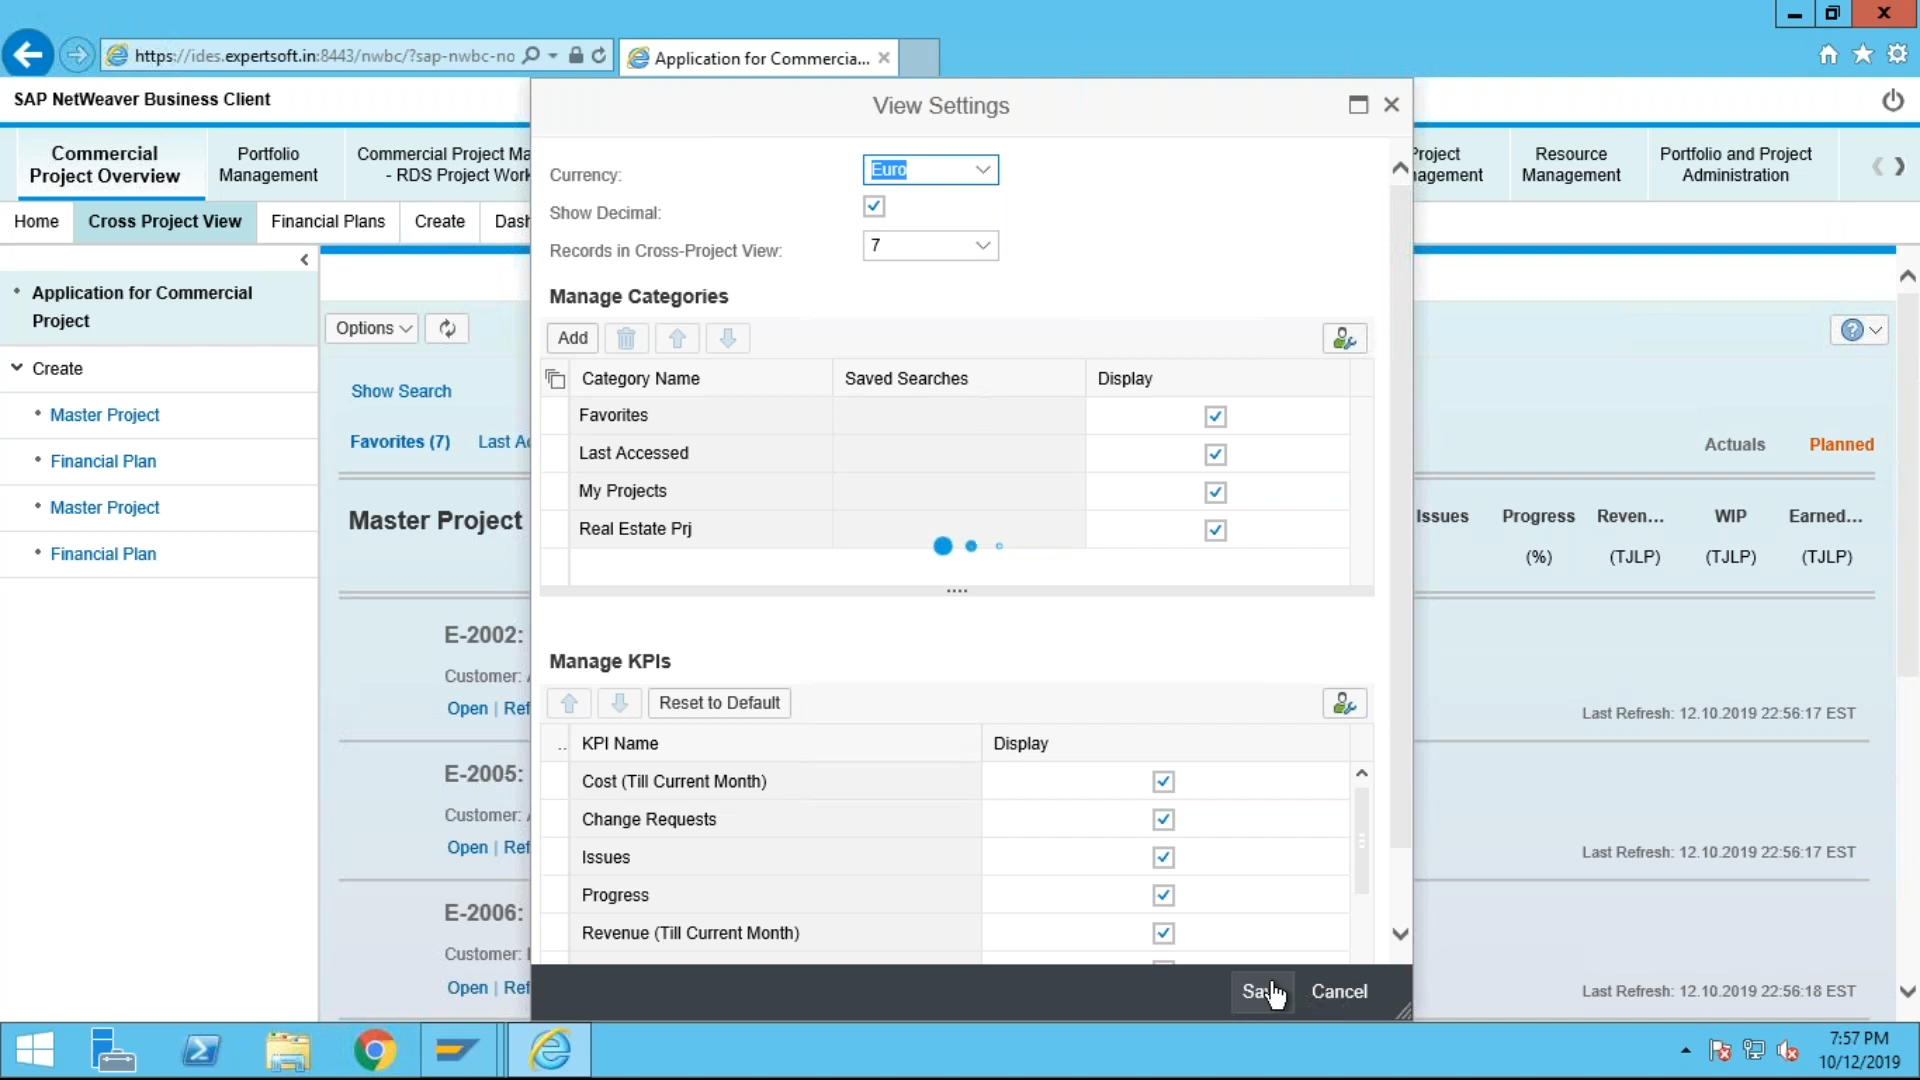 https://ides.expertsoft.in:8443/nwbc/?sap-nwbc-no
Application for Commercia...
SAP NetWeaver Business Client
View Settings
Commercial
Project Overview
Portfolio
Management
Commercial Project Ma
- RDS Project Work
Project
Resource
Management
Portfolio and Project
Administration
Home
Cross Project View
Financial Plans
Create
Application for Commercial
Project
Create
Master Project
Financial Plan
Master Project
Financial Plan
Options
Show Search
Favorites (7)
Actuals
Planned
Master Project
Issues
Progress
Reven...
WIP
Earned...
(%)
(TJLP)
(TJLP)
(TJLP)
E-2002:
Customer:
Open |
Last Refresh: 12.10.2019 22:56:17 EST
E-2005:
Customer:
Open |
Last Refresh: 12.10.2019 22:56:17 EST
E-2006:
Customer:
Open |
Last Refresh: 12.10.2019 22:56:18 EST
Currency:
Euro
Show Decimal:
Records in Cross-Project View:
7
Manage Categories
Add
Category Name
Saved Searches
Display
Favorites
Last Accessed
My Projects
Real Estate Prj
Manage KPIs
Reset to Default
KPI Name
Display
Cost (Till Current Month)
Change Requests
Issues
Progress
Revenue (Till Current Month)
Cancel
7:57 PM
10/12/2019